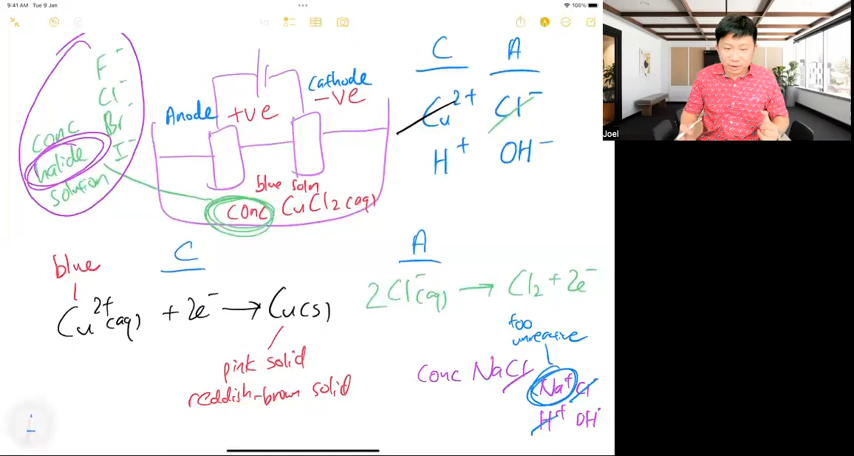 9:41 AM Tue 9 Jan
100%
F⁻
Cl⁻
Br⁻
I⁻
conc
halide
solution
Anode
+ve
Cathode
-ve
blue soln
conc CuCl₂(aq)
C A
Cu²⁺ Cl⁻
H⁺ OH⁻
Joel
blue
C
Cu²⁺(aq) + 2e⁻ → Cu(s)
pink solid
reddish-brown solid
A
2Cl⁻(aq) → Cl₂ + 2e⁻
too
unreactive
conc NaCl
Na⁺ Cl⁻
H⁺ OH⁻